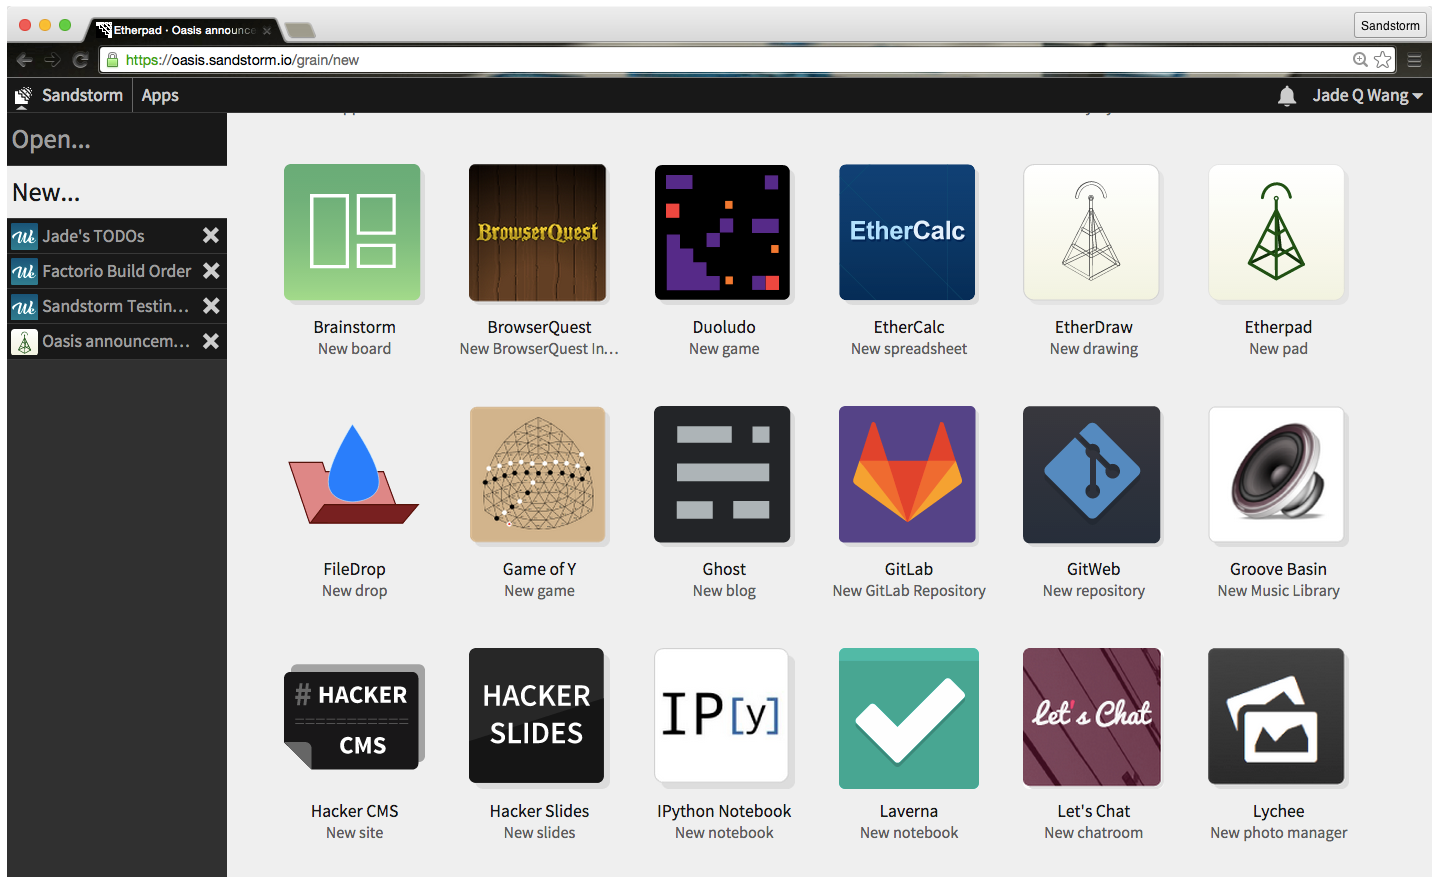 Etherpad · Oasis announc
Sandstorm
https://oasis.sandstorm.io/grain/new
Sandstorm
Apps
Jade Q Wang
Open...
New...
Jade's TODOs
Factorio Build Order
Sandstorm Testin...
Oasis announcem...
BrowserQuest
EtherCalc
Brainstorm
BrowserQuest
Duoludo
EtherCalc
EtherDraw
Etherpad
New board
New BrowserQuest In...
New game
New spreadsheet
New drawing
New pad
FileDrop
Game of Y
Ghost
GitLab
GitWeb
Groove Basin
New drop
New game
New blog
New GitLab Repository
New repository
New Music Library
# HACKER
===========
CMS
HACKER
SLIDES
IP[y]
let's Chat
Hacker CMS
Hacker Slides
IPython Notebook
Laverna
Let's Chat
Lychee
New site
New slides
New notebook
New notebook
New chatroom
New photo manager